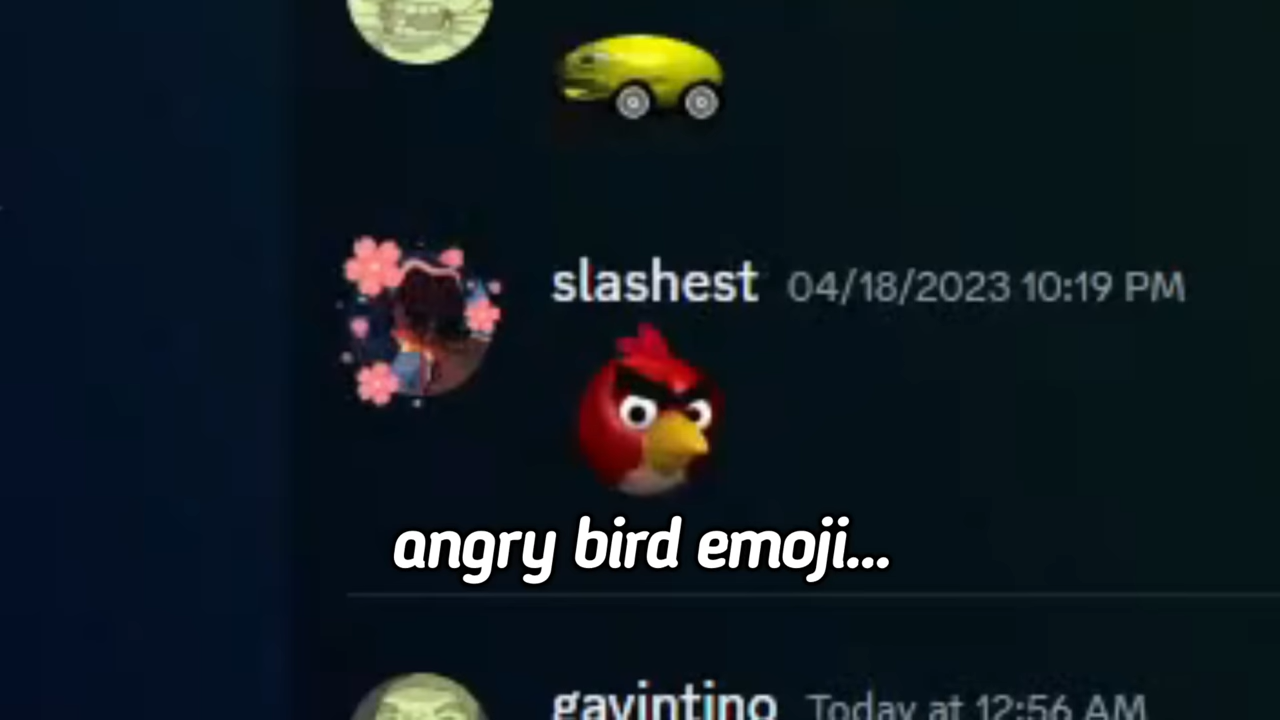 slashest 04/18/2023 10:19 PM
angry bird emoji...
gavintino Today at 12:56 AM